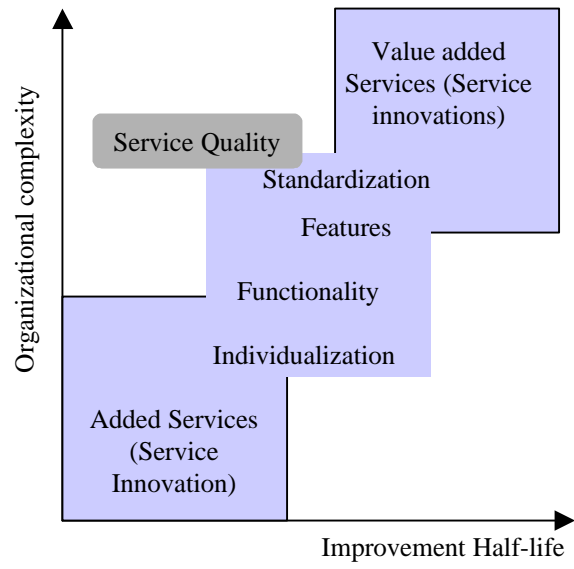 Organizational complexity
Value added
Services (Service
innovations)
Service Quality
Standardization
Features
Functionality
Individualization
Added Services
(Service
Innovation)
Improvement Half-life